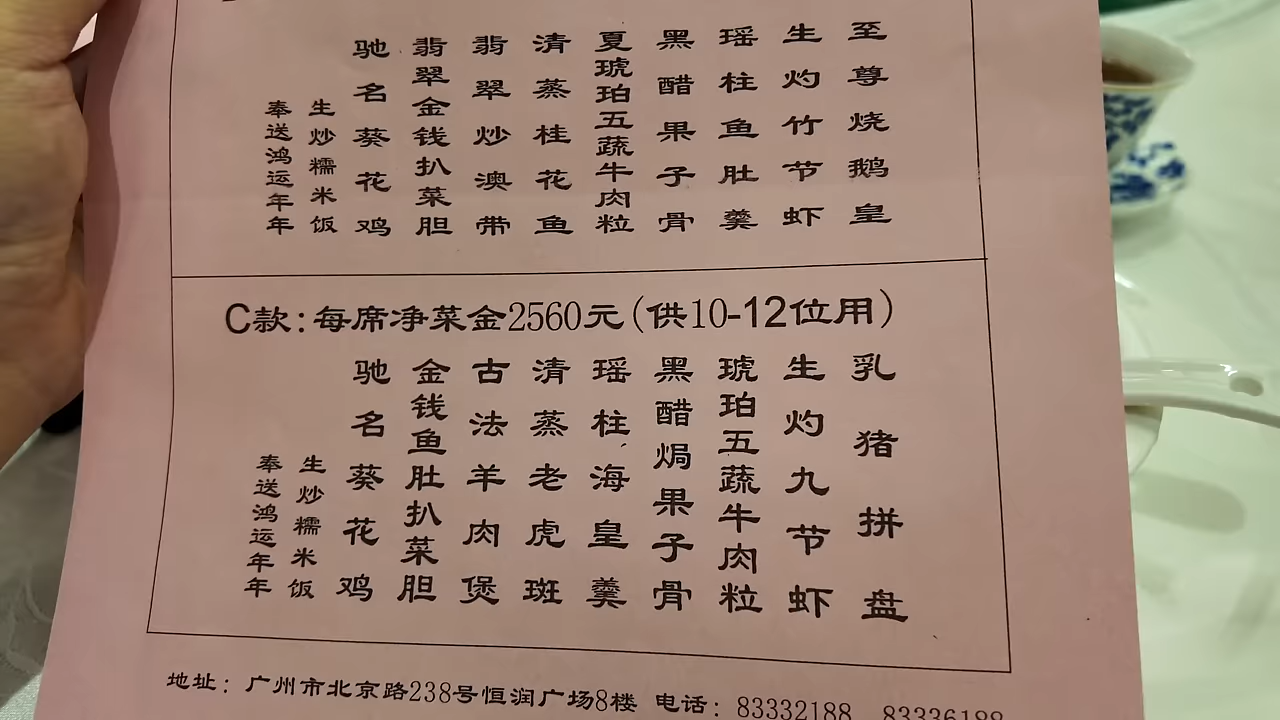 至尊烧鹅皇
生灼竹节虾
瑶柱鱼肚羹
黑醋果子骨
夏琥珀五蔬牛肉粒
清蒸桂花鱼
翡翠炒澳带
翡翠金钱扒菜胆
驰名葵花鸡
生炒糯米饭
奉送鸿运年年
C款:每席净菜金2560元(供10-12位用)
乳猪拼盘
生灼九节虾
琥珀五蔬牛肉粒
黑醋焗果子骨
瑶柱海皇羹
清蒸老虎斑
古法羊肉煲
金钱鱼肚扒菜胆
驰名葵花鸡
生炒糯米饭
奉送鸿运年年
地址:广州市北京路238号恒润广场8楼 电话:83332188 83336188